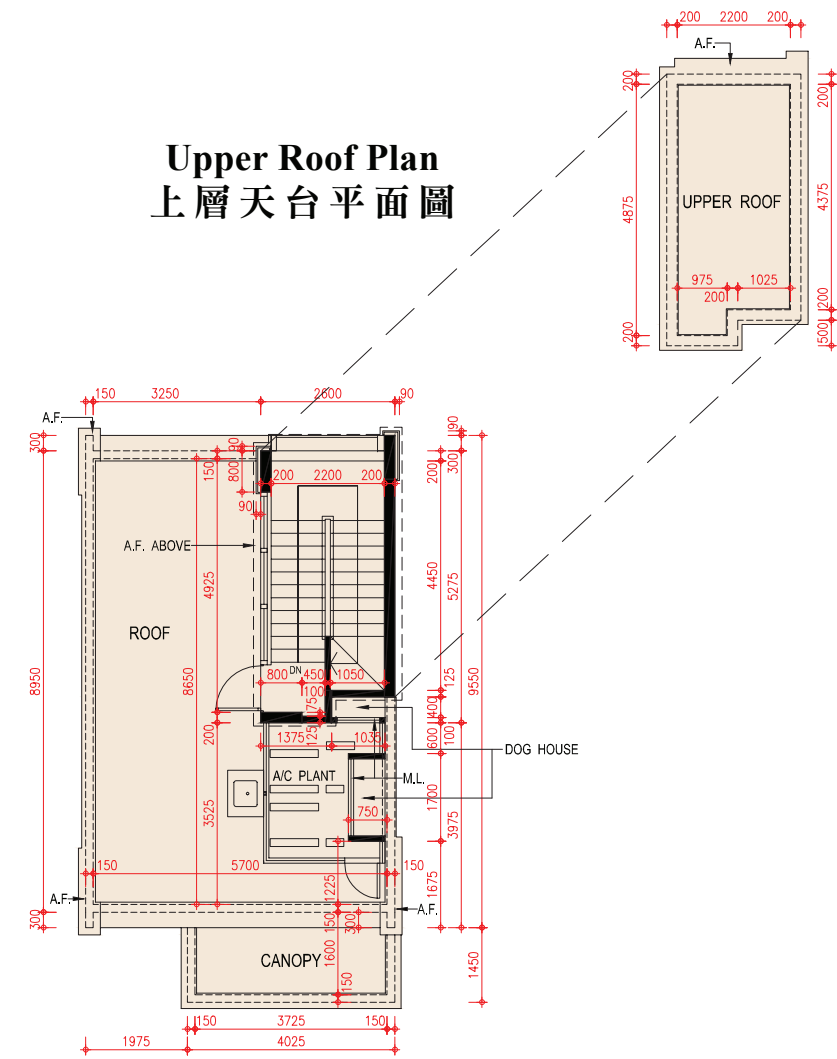 200 2200 200
A.F.
200
200
Upper Roof Plan
上層天台平面圖
4875
UPPER ROOF
4375
975
1025
200
200
200
500
150 3250 2600 90
A.F.
90
300
90
300
150
800
200
200 2200 200
90
A.F. ABOVE
4925
4450
5275
ROOF
8950
8650
9550
DN
800 450 1050
100
125
75
400
200
125
600
100
1375 1035
DOG HOUSE
A/C PLANT
M.L.
3525
1700
3975
750
150 5700 150
1675
1225
A.F.
A.F.
300
150
300
1600
CANOPY
1450
150
150 3725 150
1975 4025